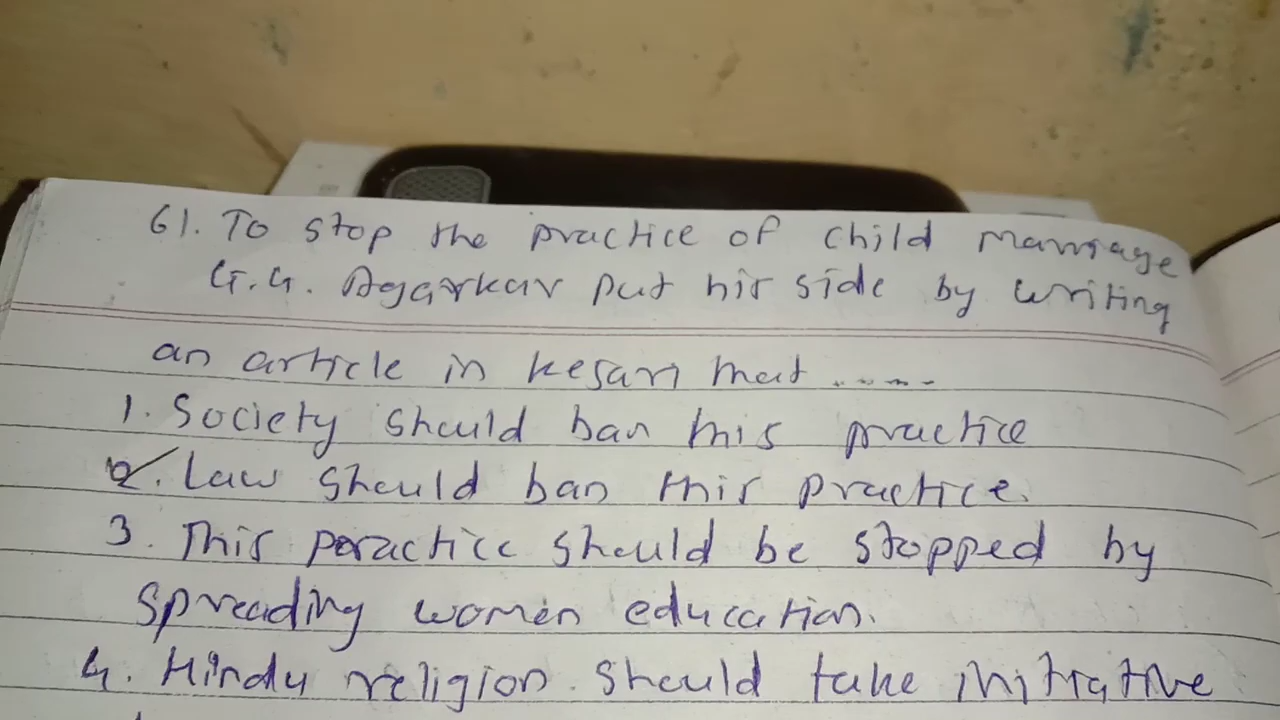 61. To stop the practice of child marriage
G.G. Agarkar put his side by writing
an article in kesari that .....
1. Society should ban this practice
2. Law should ban this practice.
3. This practice should be stopped by
spreading women education.
4. Hindu religion should take initiative